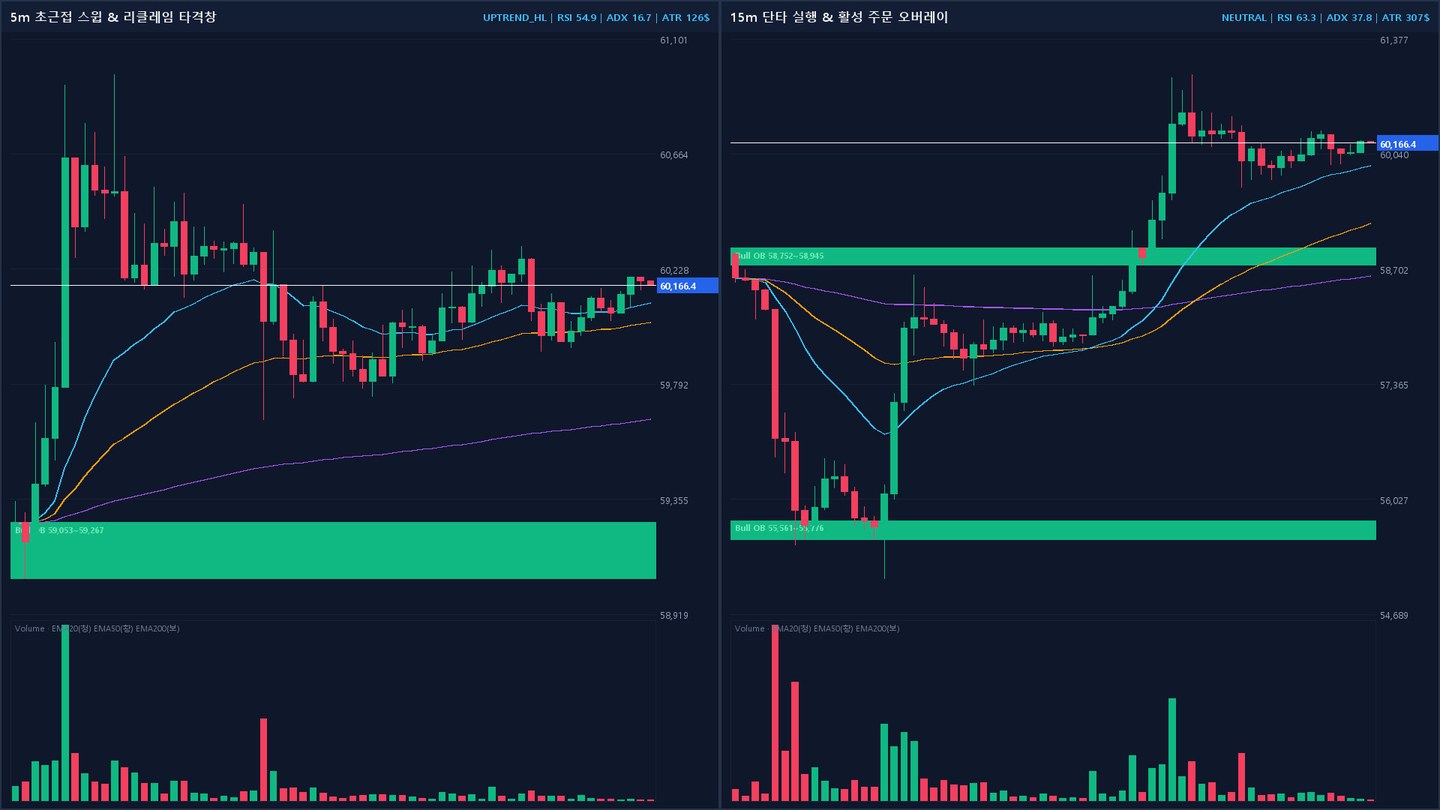 5m 초근접 스윕 & 리클레임 타격창
UPTREND_HL | RSI 54.9 | ADX 16.7 | ATR 126$
61,101
60,664
60,228
60,166.4
59,792
59,355
58,919
OB 59,053~59,267
Volume · EMA20(청) EMA50(황) EMA200(보)
15m 단타 실행 & 활성 주문 오버레이
NEUTRAL | RSI 63.3 | ADX 37.8 | ATR 307$
61,377
60,166.4
60,040
58,702
57,365
56,027
54,689
Bull OB 58,752~58,945
Bull OB 55,561~55,776
Volume · EMA20(청) EMA50(황) EMA200(보)